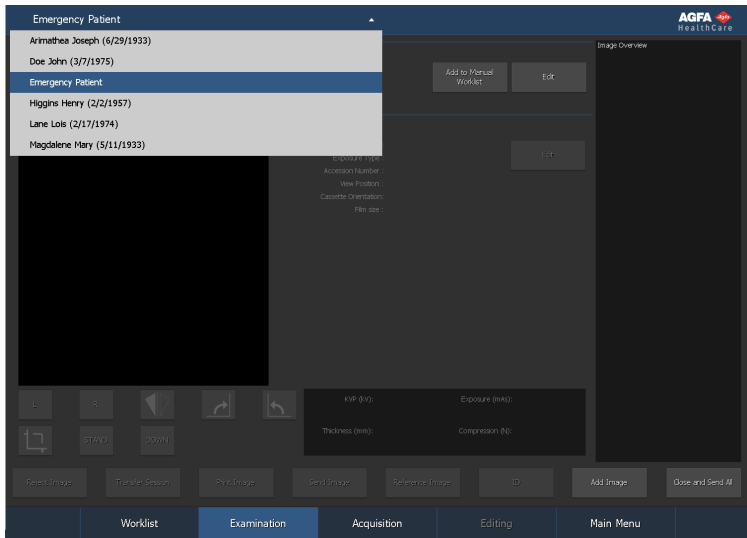 Emergency Patient
AGFA
HealthCare
Arimathea Joseph (6/29/1933)
Doe John (3/7/1975)
Emergency Patient
Higgins Henry (2/2/1957)
Lane Lois (2/17/1974)
Magdalene Mary (5/11/1933)
Image Overview
Add to Manual
Worklist
Edit
Exposure Type :
Edit
Accession Number :
View Position :
Cassette Orientation:
Film size :
L
R
KVP (kV):
Exposure (mAs):
STAND
DOWN
Thickness (mm):
Compression (N):
Reject Image
Transfer Session
Print Image
Send Image
Reference Image
ID
Add Image
Close and Send All
Worklist
Examination
Acquisition
Editing
Main Menu